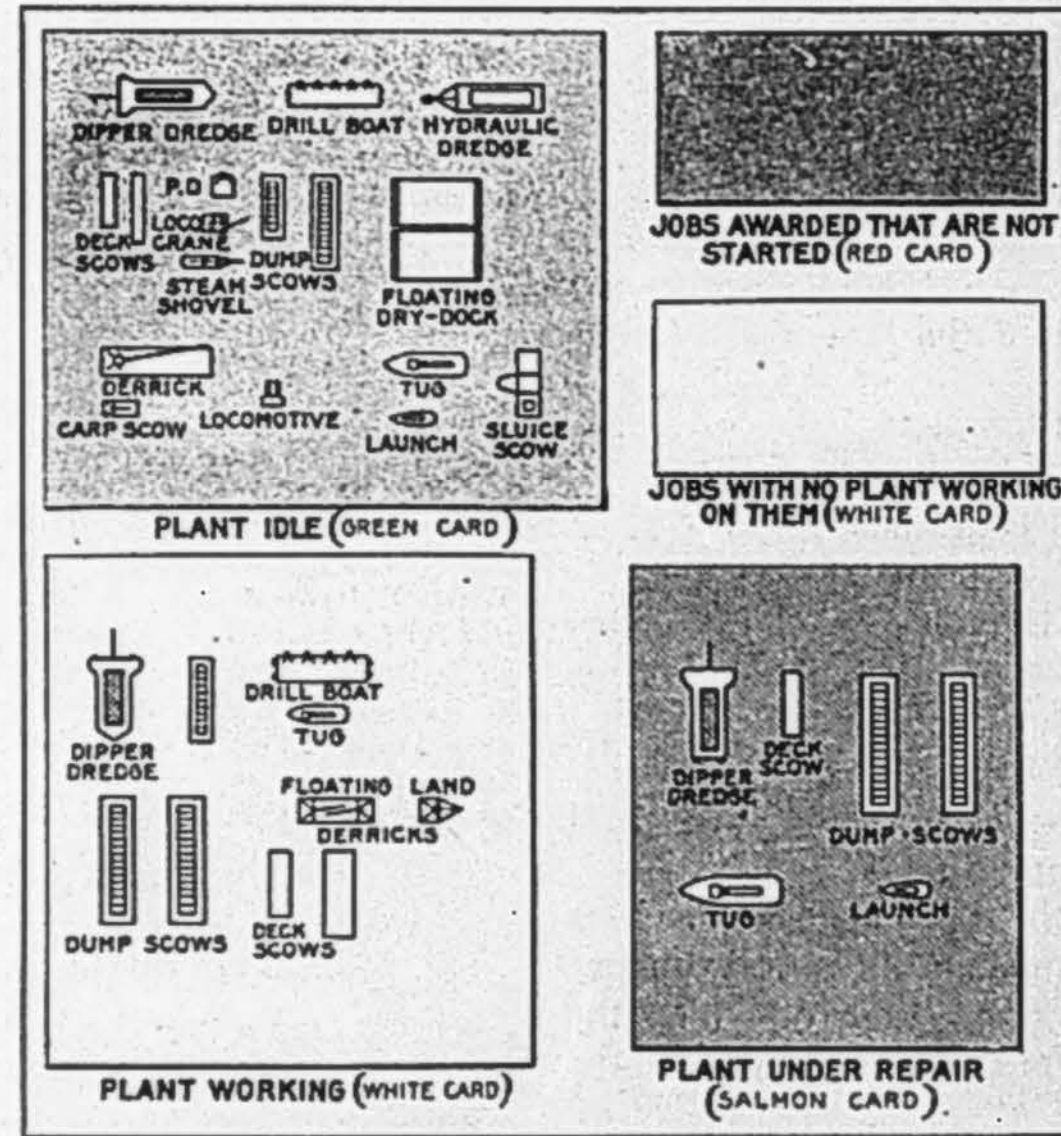 DIPPER DREDGE
DRILL BOAT
HYDRAULIC
DREDGE
DECK
SCOWS
P.D
LOCO
CRANE
STEAM
SHOVEL
DUMP
SCOWS
FLOATING
DRY-DOCK
DERRICK
CARP SCOW
LOCOMOTIVE
TUG
LAUNCH
SLUICE
SCOW
PLANT IDLE (GREEN CARD)
JOBS AWARDED THAT ARE NOT
STARTED (RED CARD)
JOBS WITH NO PLANT WORKING
ON THEM (WHITE CARD)
DIPPER
DREDGE
DRILL BOAT
TUG
FLOATING LAND
DERRICKS
DUMP SCOWS
DECK
SCOWS
PLANT WORKING (WHITE CARD)
DIPPER
DREDGE
DECK
SCOW
DUMP SCOWS
TUG
LAUNCH
PLANT UNDER REPAIR
(SALMON CARD).